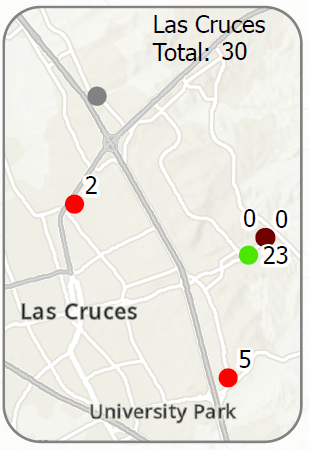 Las Cruces
Total: 30
2
0 0
23
Las Cruces
5
University Park